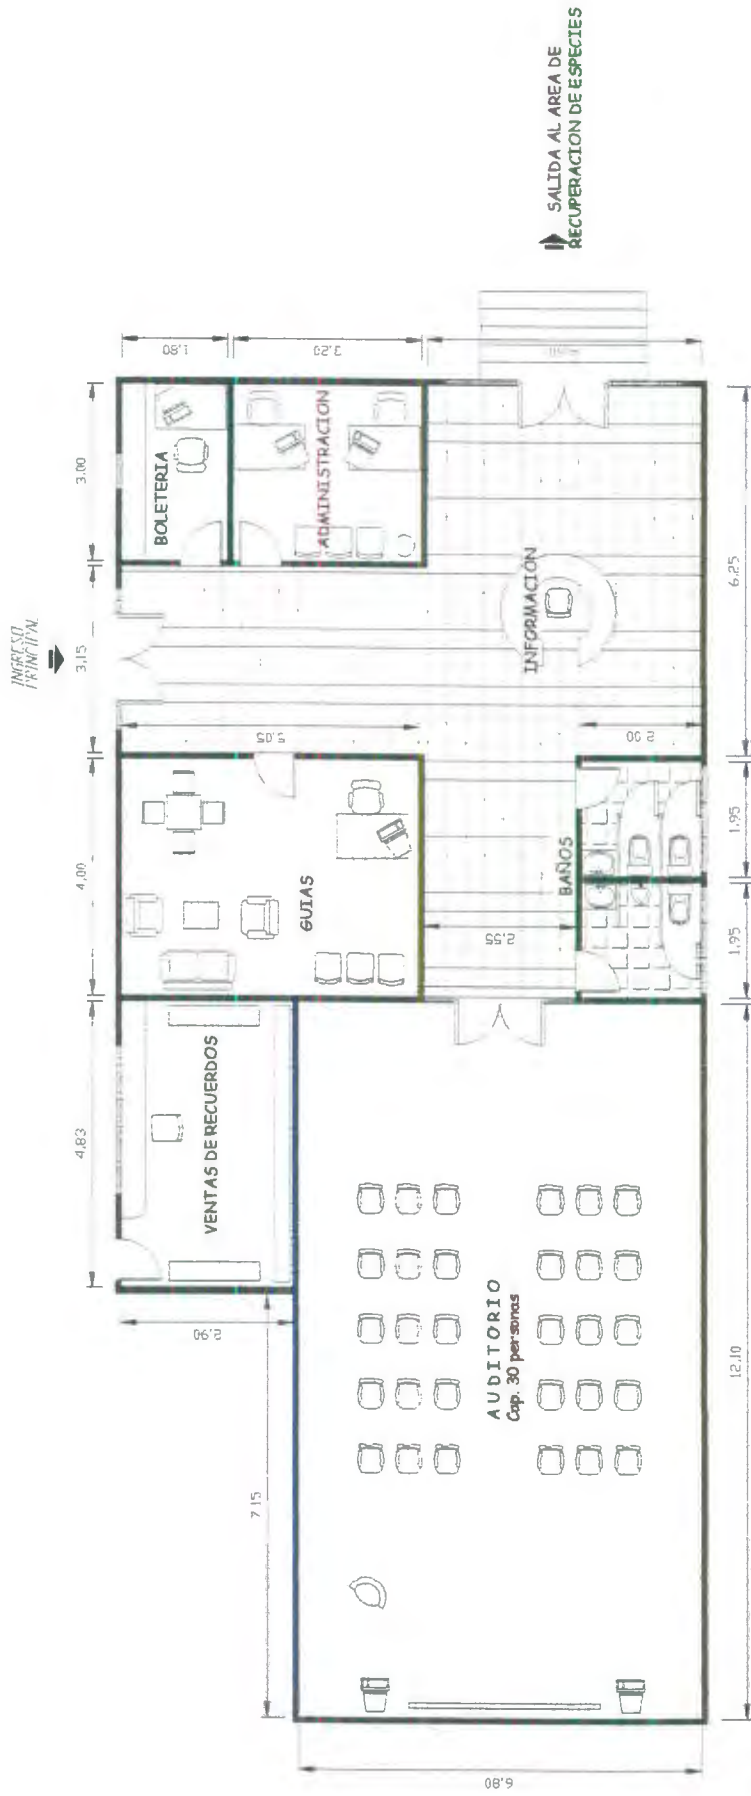 SALIDA AL AREA DE
RECUPERACION DE ESPECIES
INGRESO
PRINCIPAL
3.00
3,15
4,00
4,83
1.80
3,20
BOLETERIA
ADMINISTRACION
INFORMACION
5.05
2.00
6.25
GUIAS
BAÑOS
2.55
1.95
1.95
VENTAS DE RECUERDOS
2.90
7.15
AUDITORIO
Cap. 30 personas
12,10
6.80